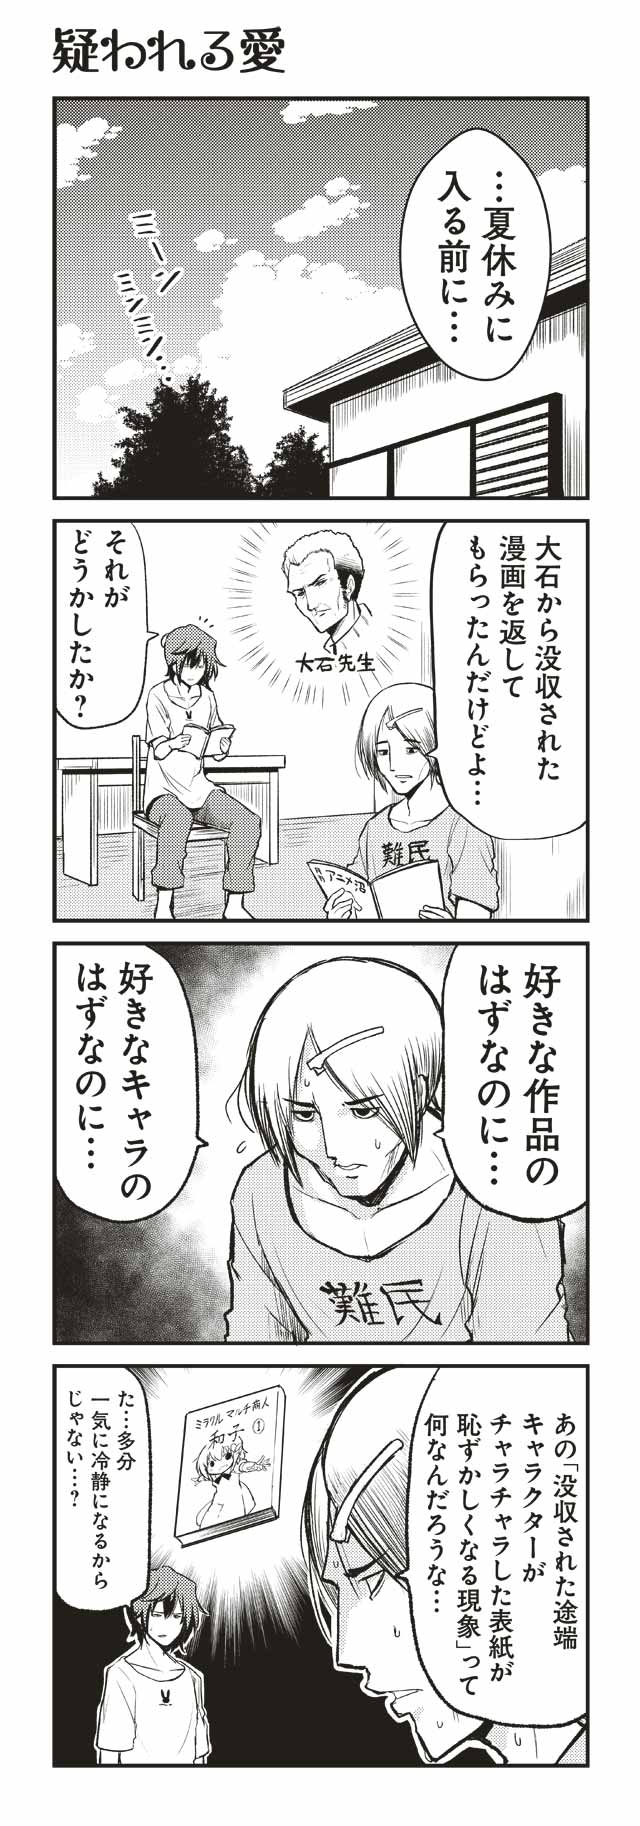 疑われる愛
…夏休みに
入る前に…
ミーン
ミンミン…
大石から没収された
漫画を返して
もらったんだけどよ…
大石先生
それが
どうかしたか?
難民
月刊アニメ沼
好きな作品の
はずなのに…
好きなキャラの
はずなのに…
難民
あの「没収された途端
キャラクターが
チャラチャラした表紙が
恥ずかしくなる現象」って
何なんだろうな…
ミラクルマルチ商人
和子
①
た…多分
一気に冷静になるから
じゃない…?